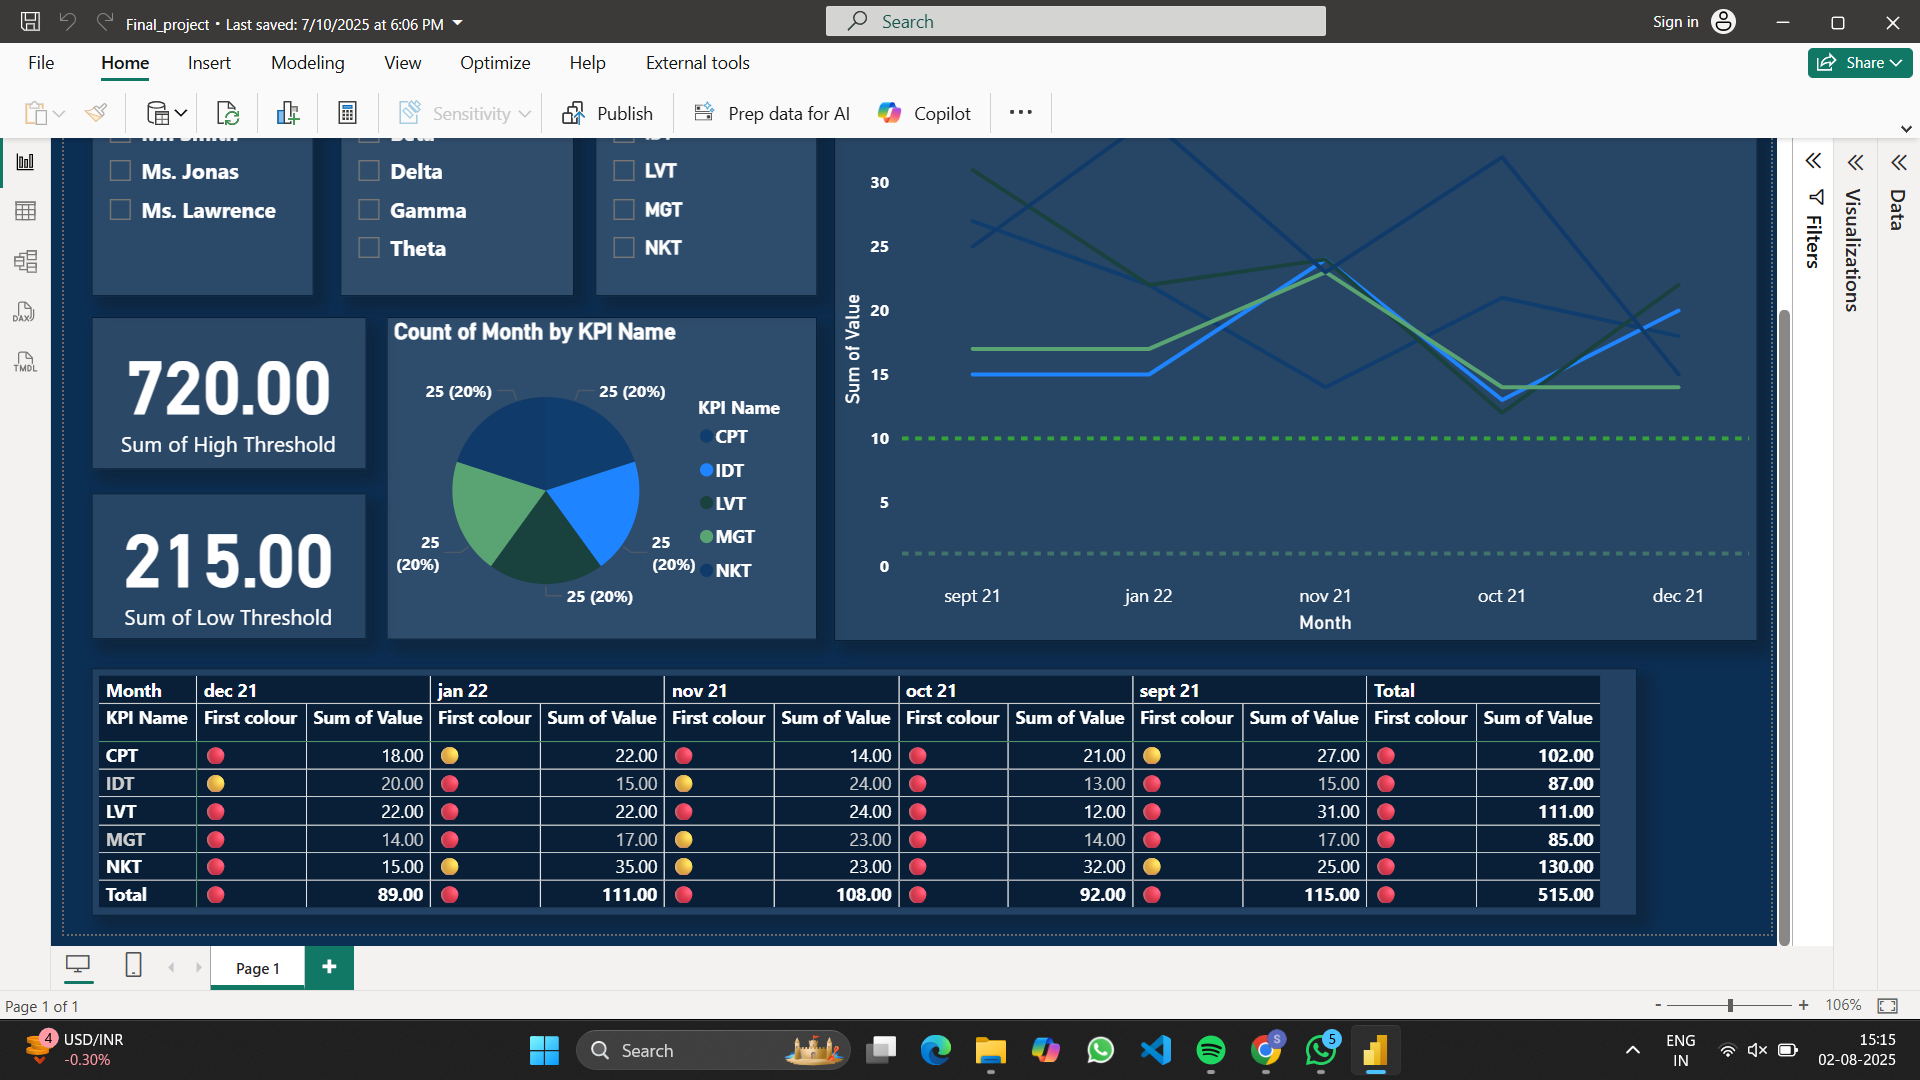 Final_project • Last saved: 7/10/2025 at 6:06 PM
Search
Sign in
File Home Insert Modeling View Optimize Help External tools
Share
Sensitivity
Publish
Prep data for AI
Copilot
Ms. Jonas
Ms. Lawrence
Delta
Gamma
Theta
LVT
MGT
NKT
720.00
Sum of High Threshold
215.00
Sum of Low Threshold
Count of Month by KPI Name
25 (20%)
25 (20%)
25
(20%)
25
(20%)
25 (20%)
KPI Name
CPT
IDT
LVT
MGT
NKT
Sum of Value
30
25
20
15
10
5
0
sept 21 jan 22 nov 21 oct 21 dec 21
Month
Filters
Visualizations
Data
DAX
TMDL
Month dec 21 jan 22 nov 21 oct 21 sept 21 Total
KPI Name First colour Sum of Value First colour Sum of Value First colour Sum of Value First colour Sum of Value First colour Sum of Value First colour Sum of Value
CPT 18.00 22.00 14.00 21.00 27.00 102.00
IDT 20.00 15.00 24.00 13.00 15.00 87.00
LVT 22.00 22.00 24.00 12.00 31.00 111.00
MGT 14.00 17.00 23.00 14.00 17.00 85.00
NKT 15.00 35.00 23.00 32.00 25.00 130.00
Total 89.00 111.00 108.00 92.00 115.00 515.00
Page 1
Page 1 of 1
- + 106%
4
USD/INR
-0.30%
Search
S
5
ENG
IN
15:15
02-08-2025